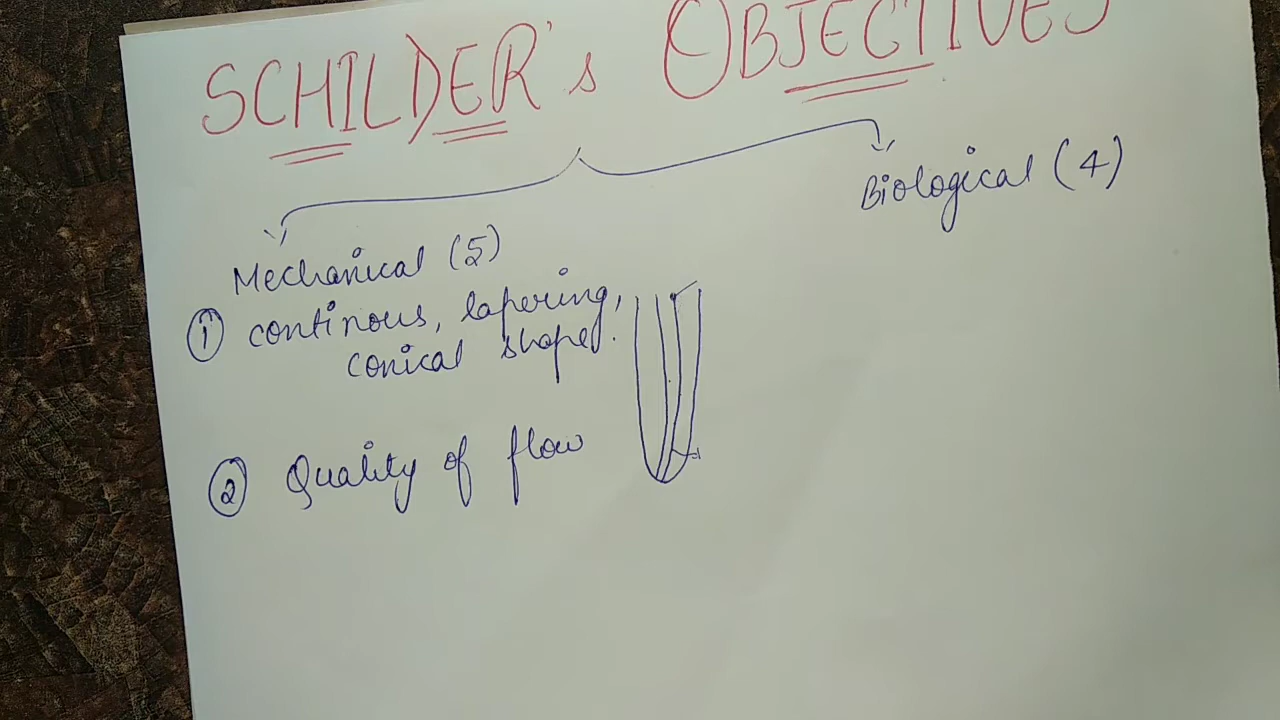 SCHILDER's OBJECTIVES
Biological (4)
Mechanical (5)
① continous, tapering,
conical shape.
② Quality of flow